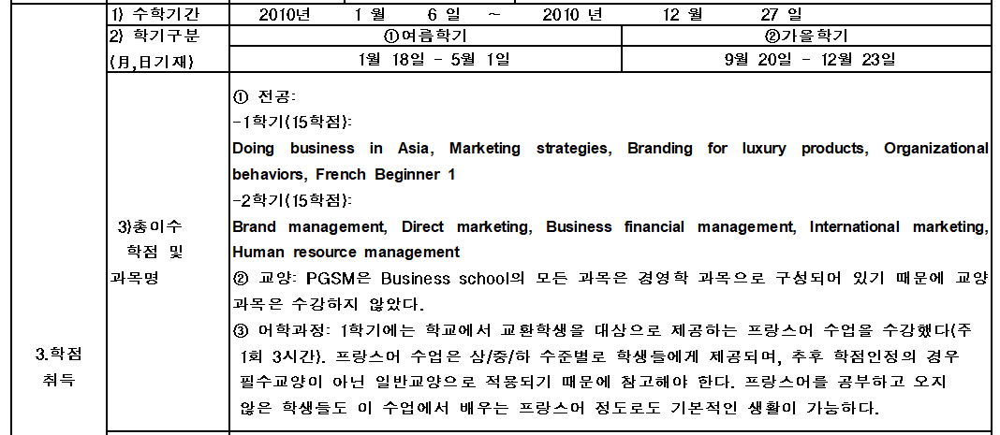 1) 수학기간
2010년 1 월 6 일 ~ 2010 년 12 월 27 일
2) 학기구분
(月,日기재)
①여름학기
②가을학기
1월 18일 - 5월 1일
9월 20일 - 12월 23일
3.학점
취득
3)총이수
학점 및
과목명
① 전공:
-1학기(15학점):
Doing business in Asia, Marketing strategies, Branding for luxury products, Organizational
behaviors, French Beginner 1
-2학기(15학점):
Brand management, Direct marketing, Business financial management, International marketing,
Human resource management
② 교양: PGSM은 Business school의 모든 과목은 경영학 과목으로 구성되어 있기 때문에 교양
과목은 수강하지 않았다.
③ 어학과정: 1학기에는 학교에서 교환학생을 대상으로 제공하는 프랑스어 수업을 수강했다(주
1회 3시간). 프랑스어 수업은 상/중/하 수준별로 학생들에게 제공되며, 추후 학점인정의 경우
필수교양이 아닌 일반교양으로 적용되기 때문에 참고해야 한다. 프랑스어를 공부하고 오지
않은 학생들도 이 수업에서 배우는 프랑스어 정도로도 기본적인 생활이 가능하다.